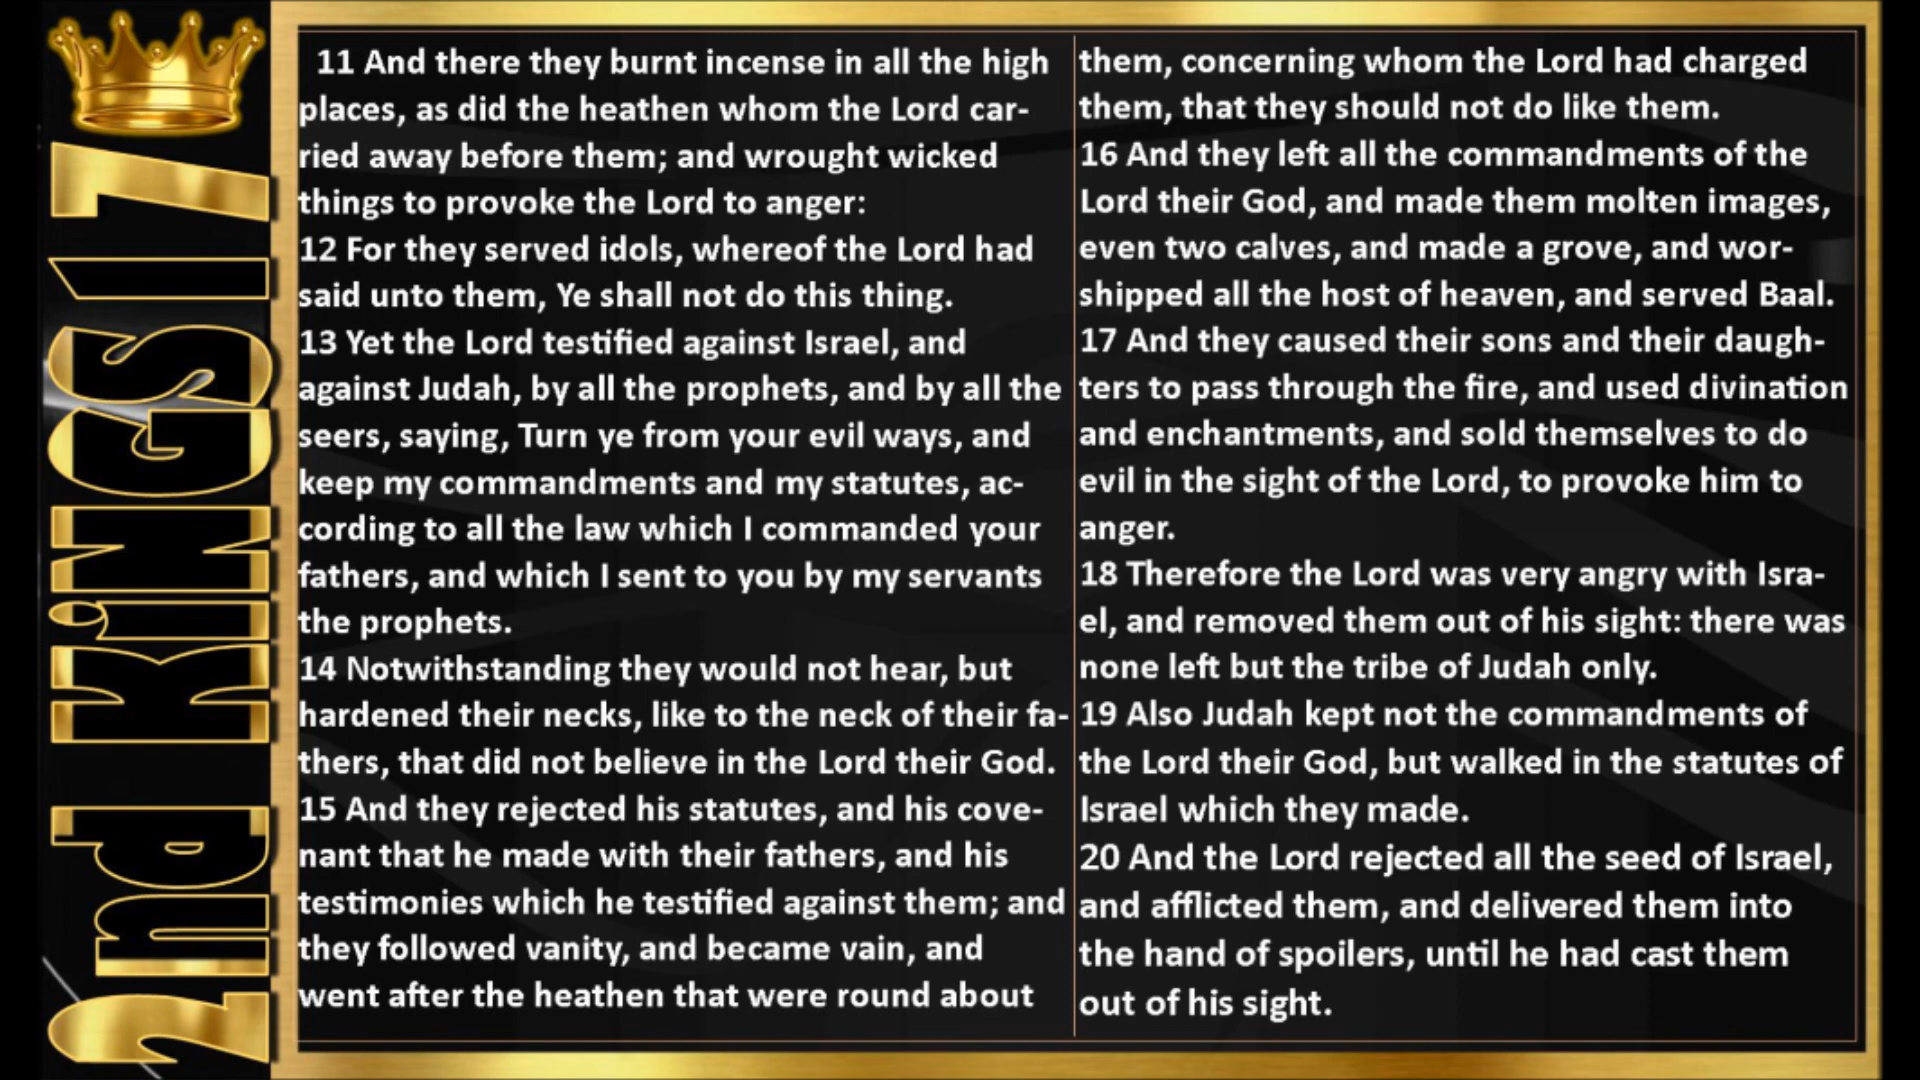 2nd KiNGS 17
11 And there they burnt incense in all the high
places, as did the heathen whom the Lord car-
ried away before them; and wrought wicked
things to provoke the Lord to anger:
12 For they served idols, whereof the Lord had
said unto them, Ye shall not do this thing.
13 Yet the Lord testified against Israel, and
against Judah, by all the prophets, and by all the
seers, saying, Turn ye from your evil ways, and
keep my commandments and my statutes, ac-
cording to all the law which I commanded your
fathers, and which I sent to you by my servants
the prophets.
14 Notwithstanding they would not hear, but
hardened their necks, like to the neck of their fa-
thers, that did not believe in the Lord their God.
15 And they rejected his statutes, and his cove-
nant that he made with their fathers, and his
testimonies which he testified against them; and
they followed vanity, and became vain, and
went after the heathen that were round about
them, concerning whom the Lord had charged
them, that they should not do like them.
16 And they left all the commandments of the
Lord their God, and made them molten images,
even two calves, and made a grove, and wor-
shipped all the host of heaven, and served Baal.
17 And they caused their sons and their daugh-
ters to pass through the fire, and used divination
and enchantments, and sold themselves to do
evil in the sight of the Lord, to provoke him to
anger.
18 Therefore the Lord was very angry with Isra-
el, and removed them out of his sight: there was
none left but the tribe of Judah only.
19 Also Judah kept not the commandments of
the Lord their God, but walked in the statutes of
Israel which they made.
20 And the Lord rejected all the seed of Israel,
and afflicted them, and delivered them into
the hand of spoilers, until he had cast them
out of his sight.